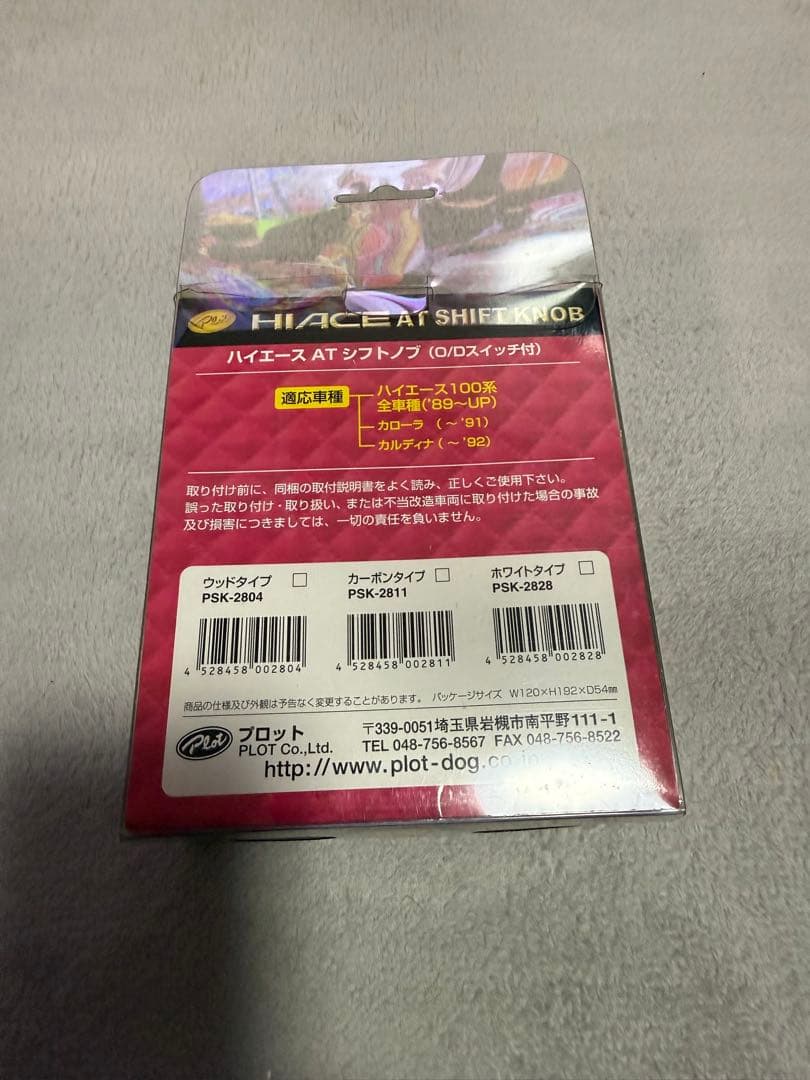 Plot HIACE AT SHIFT KNOB
ハイエース AT シフトノブ（O/Dスイッチ付）
適応車種
ハイエース100系
全車種('89～UP)
カローラ （～'91）
カルディナ（～'92）
取り付け前に、同梱の取付説明書をよく読み、正しくご使用下さい。
誤った取り付け・取り扱い、または不当改造車両に取り付けた場合の事故
及び損害につきましては、一切の責任を負いません。
ウッドタイプ □ カーボンタイプ □ ホワイトタイプ □
PSK-2804 PSK-2811 PSK-2828
4 528458 002804 4 528458 002811 4 528458 002828
商品の仕様及び外観は予告なく変更することがあります。 パッケージサイズ W120×H192×D54㎜
Plot プロット 〒339-0051埼玉県岩槻市南平野111-1
PLOT Co.,Ltd. TEL 048-756-8567 FAX 048-756-8522
http://www.plot-dog.co.jp